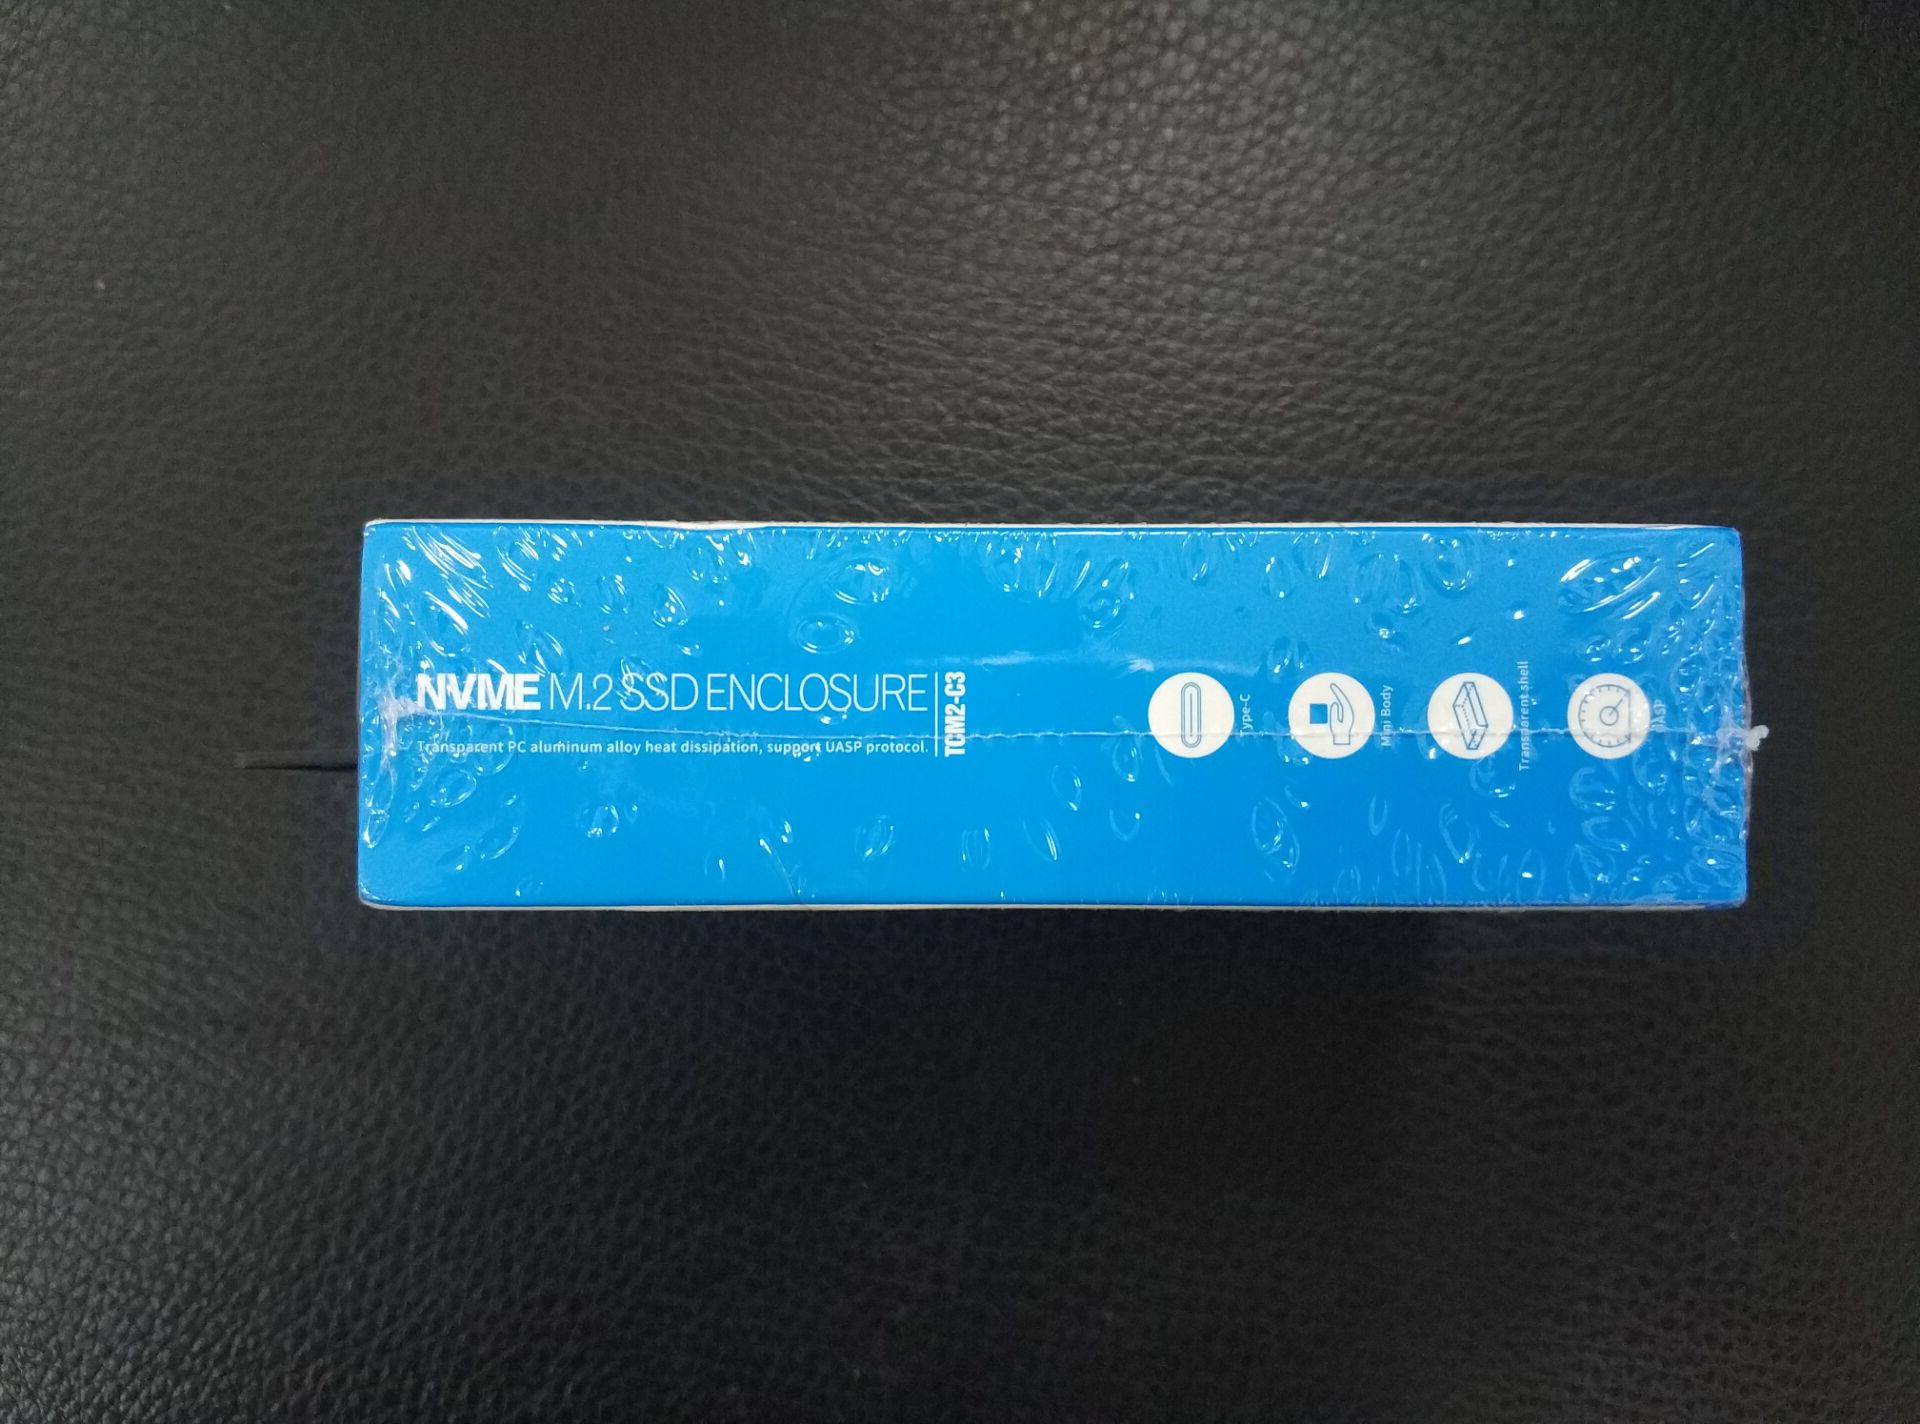 NVME M.2 SSD ENCLOSURE
Transparent PC aluminum alloy heat dissipation, support UASP protocol.
TCM2-C3
Type-C
Mini Body
Transparent shell
UASP